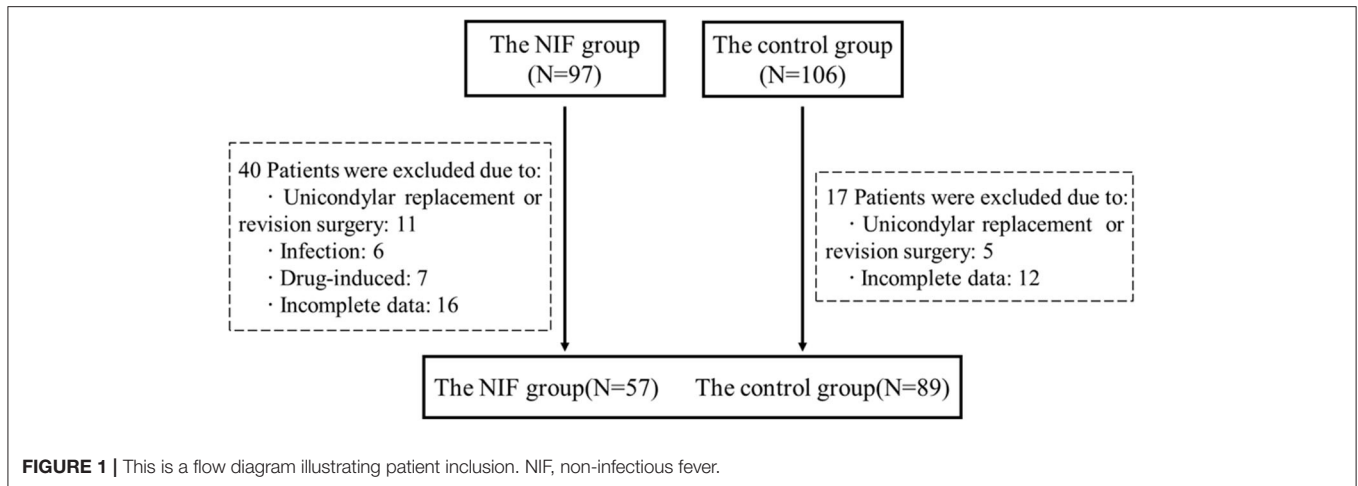 The NIF group
(N=97)
The control group
(N=106)
40 Patients were excluded due to:
· Unicondylar replacement or
revision surgery: 11
· Infection: 6
· Drug-induced: 7
· Incomplete data: 16
17 Patients were excluded due to:
· Unicondylar replacement or
revision surgery: 5
· Incomplete data: 12
The NIF group(N=57) The control group(N=89)
FIGURE 1 | This is a flow diagram illustrating patient inclusion. NIF, non-infectious fever.